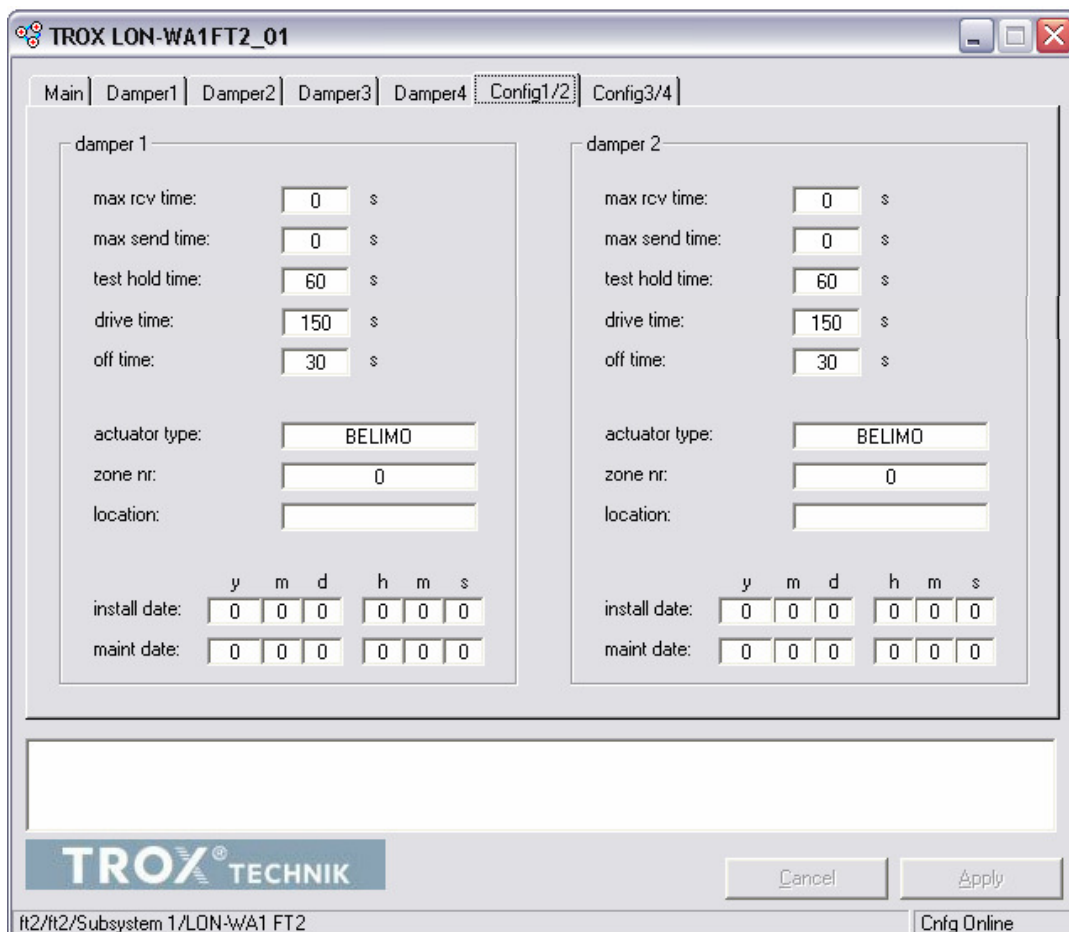 TROX LON-WA1FT2_01
Main Damper1 Damper2 Damper3 Damper4 Config1/2 Config3/4
damper 1
max rcv time: 0 s
max send time: 0 s
test hold time: 60 s
drive time: 150 s
off time: 30 s
actuator type: BELIMO
zone nr: 0
location:
y m d h m s
install date: 0 0 0 0 0 0
maint date: 0 0 0 0 0 0
damper 2
max rcv time: 0 s
max send time: 0 s
test hold time: 60 s
drive time: 150 s
off time: 30 s
actuator type: BELIMO
zone nr: 0
location:
y m d h m s
install date: 0 0 0 0 0 0
maint date: 0 0 0 0 0 0
TROX® TECHNIK
Cancel Apply
ft2/ft2/Subsystem 1/LON-WA1 FT2 Cnfg Online